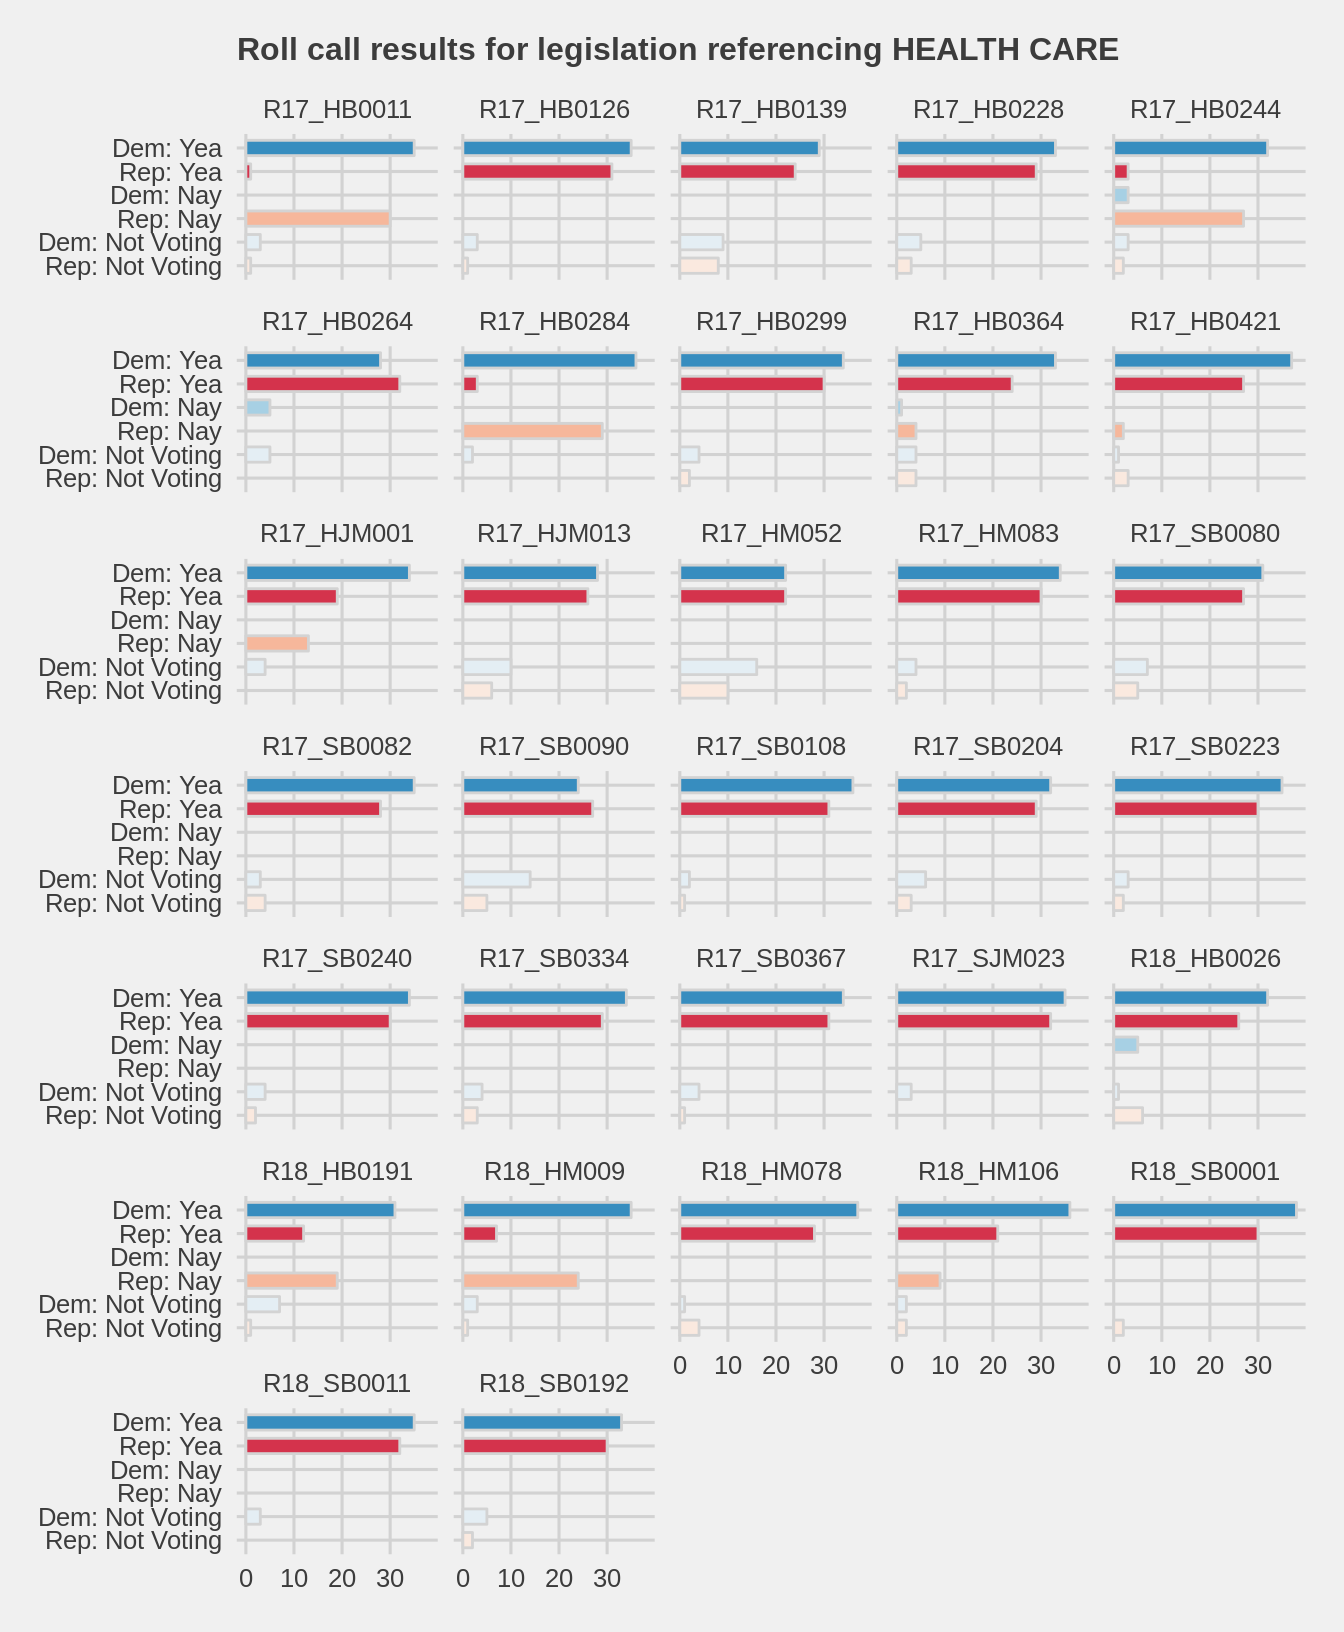 Roll call results for legislation referencing HEALTH CARE
R17_HB0011 R17_HB0126 R17_HB0139 R17_HB0228 R17_HB0244
Dem: Yea
Rep: Yea
Dem: Nay
Rep: Nay
Dem: Not Voting
Rep: Not Voting
R17_HB0264 R17_HB0284 R17_HB0299 R17_HB0364 R17_HB0421
Dem: Yea
Rep: Yea
Dem: Nay
Rep: Nay
Dem: Not Voting
Rep: Not Voting
R17_HJM001 R17_HJM013 R17_HM052 R17_HM083 R17_SB0080
Dem: Yea
Rep: Yea
Dem: Nay
Rep: Nay
Dem: Not Voting
Rep: Not Voting
R17_SB0082 R17_SB0090 R17_SB0108 R17_SB0204 R17_SB0223
Dem: Yea
Rep: Yea
Dem: Nay
Rep: Nay
Dem: Not Voting
Rep: Not Voting
R17_SB0240 R17_SB0334 R17_SB0367 R17_SJM023 R18_HB0026
Dem: Yea
Rep: Yea
Dem: Nay
Rep: Nay
Dem: Not Voting
Rep: Not Voting
R18_HB0191 R18_HM009 R18_HM078 R18_HM106 R18_SB0001
Dem: Yea
Rep: Yea
Dem: Nay
Rep: Nay
Dem: Not Voting
Rep: Not Voting
0 10 20 30 0 10 20 30 0 10 20 30
R18_SB0011 R18_SB0192
Dem: Yea
Rep: Yea
Dem: Nay
Rep: Nay
Dem: Not Voting
Rep: Not Voting
0 10 20 30 0 10 20 30